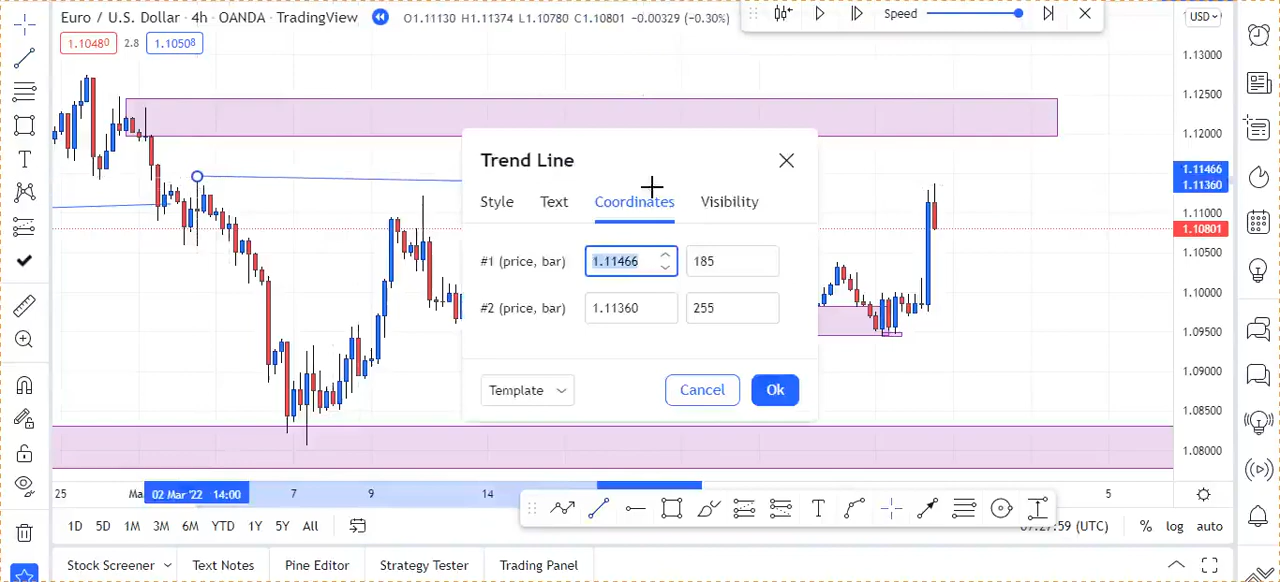 Euro / U.S. Dollar · 4h · OANDA · TradingView
O1.11130 H1.11374 L1.10780 C1.10801 -0.00329 (-0.30%)
Speed
USD
1.10480 2.8 1.10508
1.13000
1.12500
1.12000
1.11466
1.11360
1.11000
1.10801
1.10500
1.10000
1.09500
1.09000
1.08500
1.08000
Trend Line
Style Text Coordinates Visibility
#1 (price, bar) 1.11466 185
#2 (price, bar) 1.11360 255
Template Cancel Ok
25 Ma 02 Mar '22 14:00 7 9 14 5
1D 5D 1M 3M 6M YTD 1Y 5Y All
07:27:59 (UTC) % log auto
Stock Screener Text Notes Pine Editor Strategy Tester Trading Panel